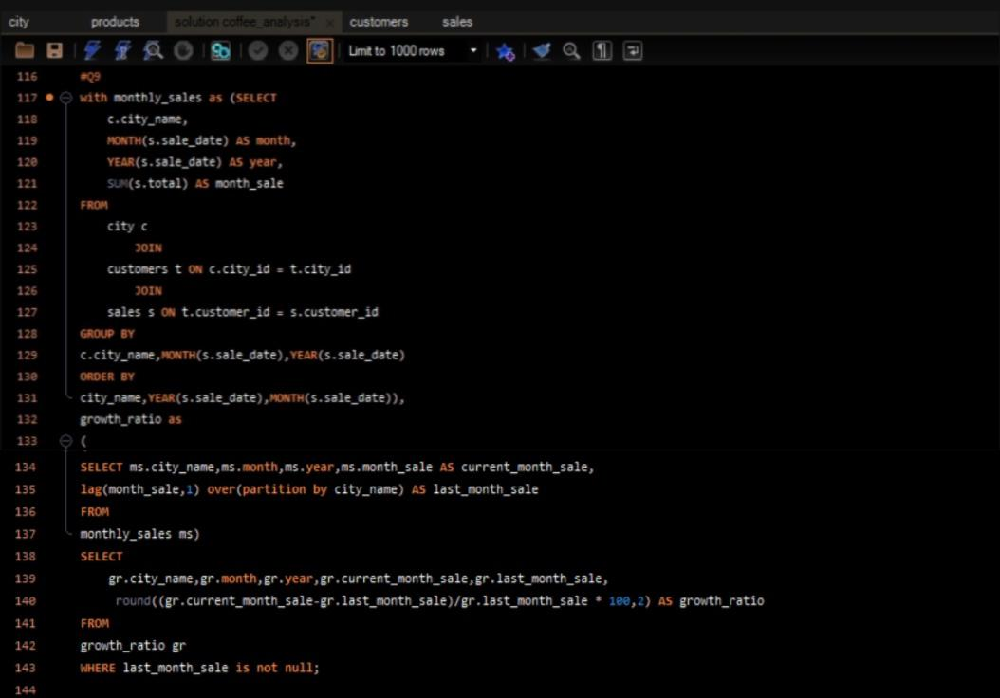 city products solution coffee_analysis* × customers sales
Limit to 1000 rows
116 #Q9
117 with monthly_sales as (SELECT
118 c.city_name,
119 MONTH(s.sale_date) AS month,
120 YEAR(s.sale_date) AS year,
121 SUM(s.total) AS month_sale
122 FROM
123 city c
124 JOIN
125 customers t ON c.city_id = t.city_id
126 JOIN
127 sales s ON t.customer_id = s.customer_id
128 GROUP BY
129 c.city_name,MONTH(s.sale_date),YEAR(s.sale_date)
130 ORDER BY
131 city_name,YEAR(s.sale_date),MONTH(s.sale_date)),
132 growth_ratio as
133 (
134 SELECT ms.city_name,ms.month,ms.year,ms.month_sale AS current_month_sale,
135 lag(month_sale,1) over(partition by city_name) AS last_month_sale
136 FROM
137 monthly_sales ms)
138 SELECT
139 gr.city_name,gr.month,gr.year,gr.current_month_sale,gr.last_month_sale,
140 round((gr.current_month_sale-gr.last_month_sale)/gr.last_month_sale * 100,2) AS growth_ratio
141 FROM
142 growth_ratio gr
143 WHERE last_month_sale is not null;
144